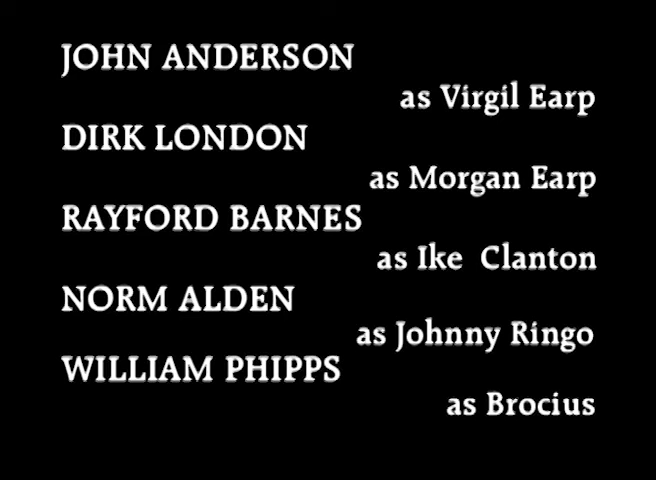 JOHN ANDERSON
as Virgil Earp
DIRK LONDON
as Morgan Earp
RAYFORD BARNES
as Ike Clanton
NORM ALDEN
as Johnny Ringo
WILLIAM PHIPPS
as Brocius